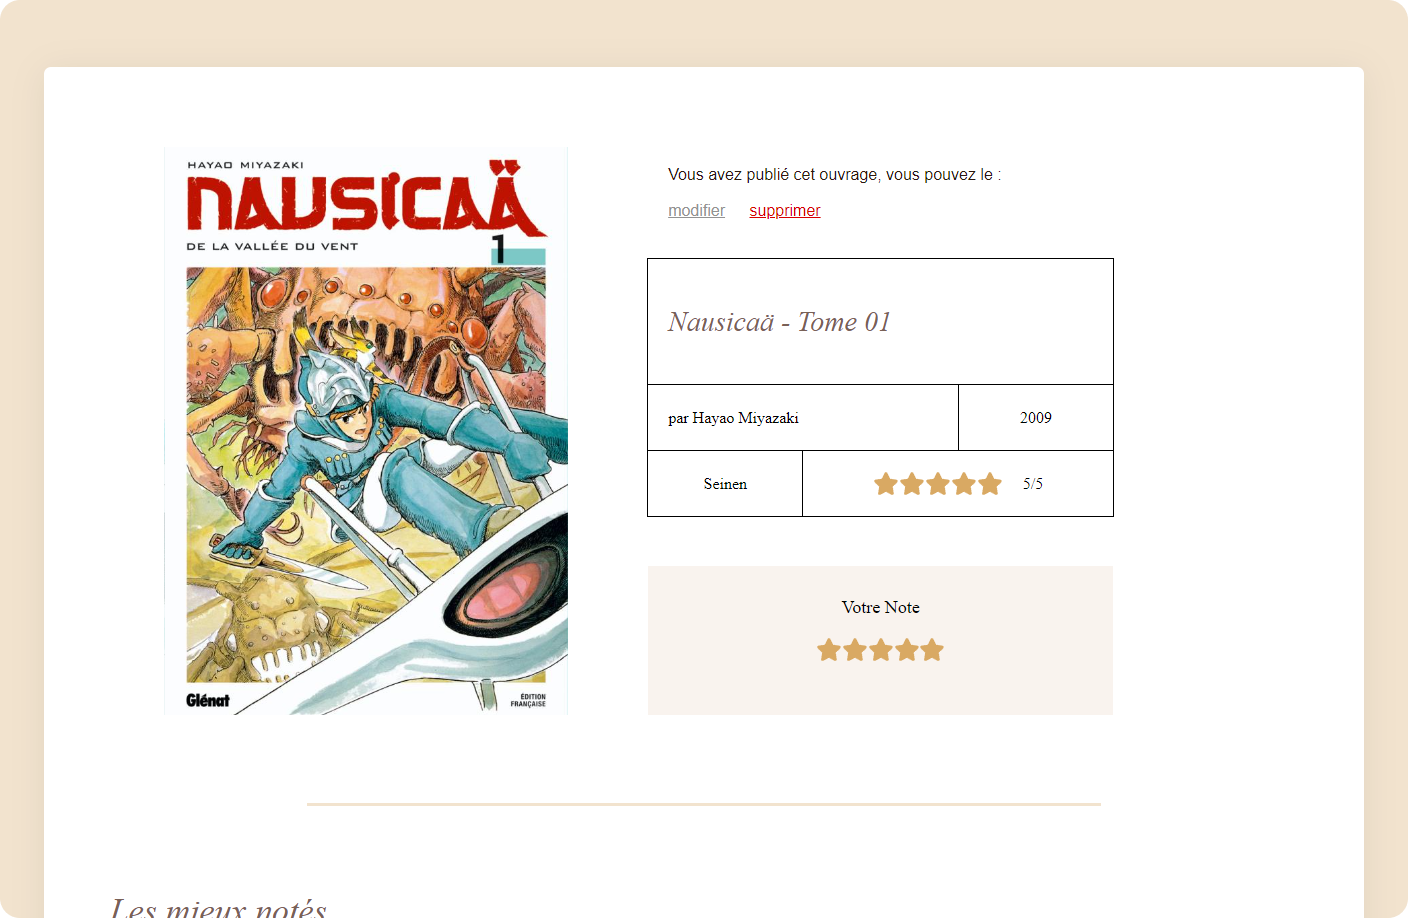 HAYAO MIYAZAKI
NAUSICAÄ
DE LA VALLÉE DU VENT
1
Glénat
ÉDITION
FRANÇAISE
Vous avez publié cet ouvrage, vous pouvez le :
modifier supprimer
Nausicaä - Tome 01
par Hayao Miyazaki 2009
Seinen 5/5
Votre Note
Les mieux notés